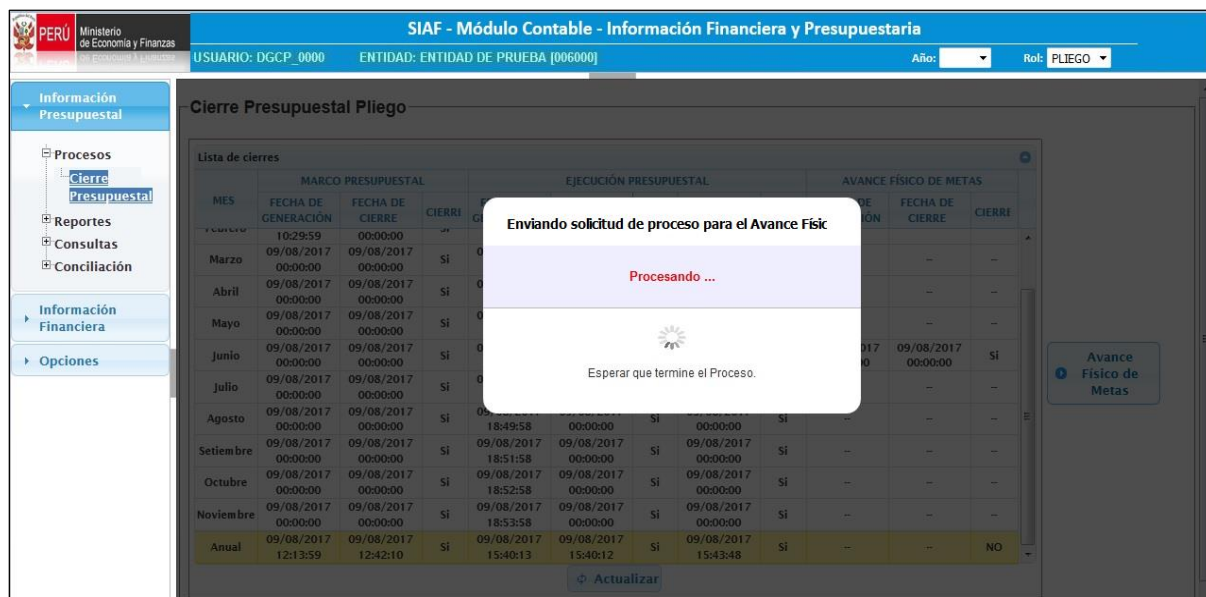 PERÚ Ministerio de Economía y Finanzas
SIAF - Módulo Contable - Información Financiera y Presupuestaria
USUARIO: DGCP_0000 ENTIDAD: ENTIDAD DE PRUEBA [006000] Año: Rol: PLIEGO
Información Presupuestal
Procesos
Cierre Presupuestal
Reportes
Consultas
Conciliación
Información Financiera
Opciones
Cierre Presupuestal Pliego
Lista de cierres
MARCO PRESUPUESTAL EJECUCIÓN PRESUPUESTAL AVANCE FÍSICO DE METAS
MES FECHA DE GENERACIÓN FECHA DE CIERRE CIERRE FECHA DE CIERRE CIERRE
10:29:59 00:00:00
Marzo 09/08/2017 00:00:00 09/08/2017 00:00:00 Si -- --
Abril 09/08/2017 00:00:00 09/08/2017 00:00:00 Si -- --
Mayo 09/08/2017 00:00:00 09/08/2017 00:00:00 Si -- --
Junio 09/08/2017 00:00:00 09/08/2017 00:00:00 Si 09/08/2017 00:00:00 Si
Julio 09/08/2017 00:00:00 09/08/2017 00:00:00 Si -- --
Agosto 09/08/2017 00:00:00 09/08/2017 00:00:00 Si 18:49:58 00:00:00 Si 00:00:00 Si -- -- --
Setiembre 09/08/2017 00:00:00 09/08/2017 00:00:00 Si 09/08/2017 18:51:58 09/08/2017 00:00:00 Si 09/08/2017 00:00:00 Si -- -- --
Octubre 09/08/2017 00:00:00 09/08/2017 00:00:00 Si 09/08/2017 18:52:58 09/08/2017 00:00:00 Si 09/08/2017 00:00:00 Si -- -- --
Noviembre 09/08/2017 00:00:00 09/08/2017 00:00:00 Si 09/08/2017 18:53:58 09/08/2017 00:00:00 Si 09/08/2017 00:00:00 Si -- -- --
Anual 09/08/2017 12:13:59 09/08/2017 12:42:10 Si 09/08/2017 15:40:13 09/08/2017 15:40:12 Si 09/08/2017 15:43:48 Si -- -- NO
Actualizar
Avance Físico de Metas
Enviando solicitud de proceso para el Avance Físic
Procesando ...
Esperar que termine el Proceso.